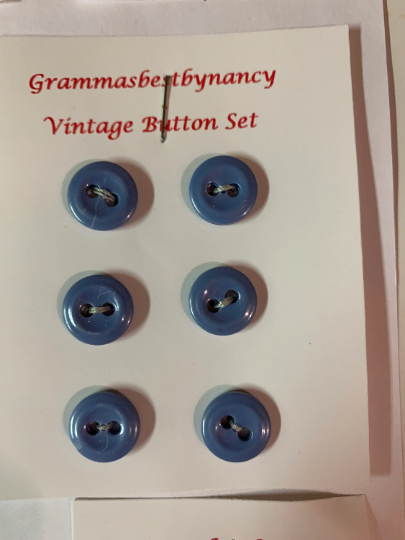 Grammasbestbynancy
Vintage Button Set